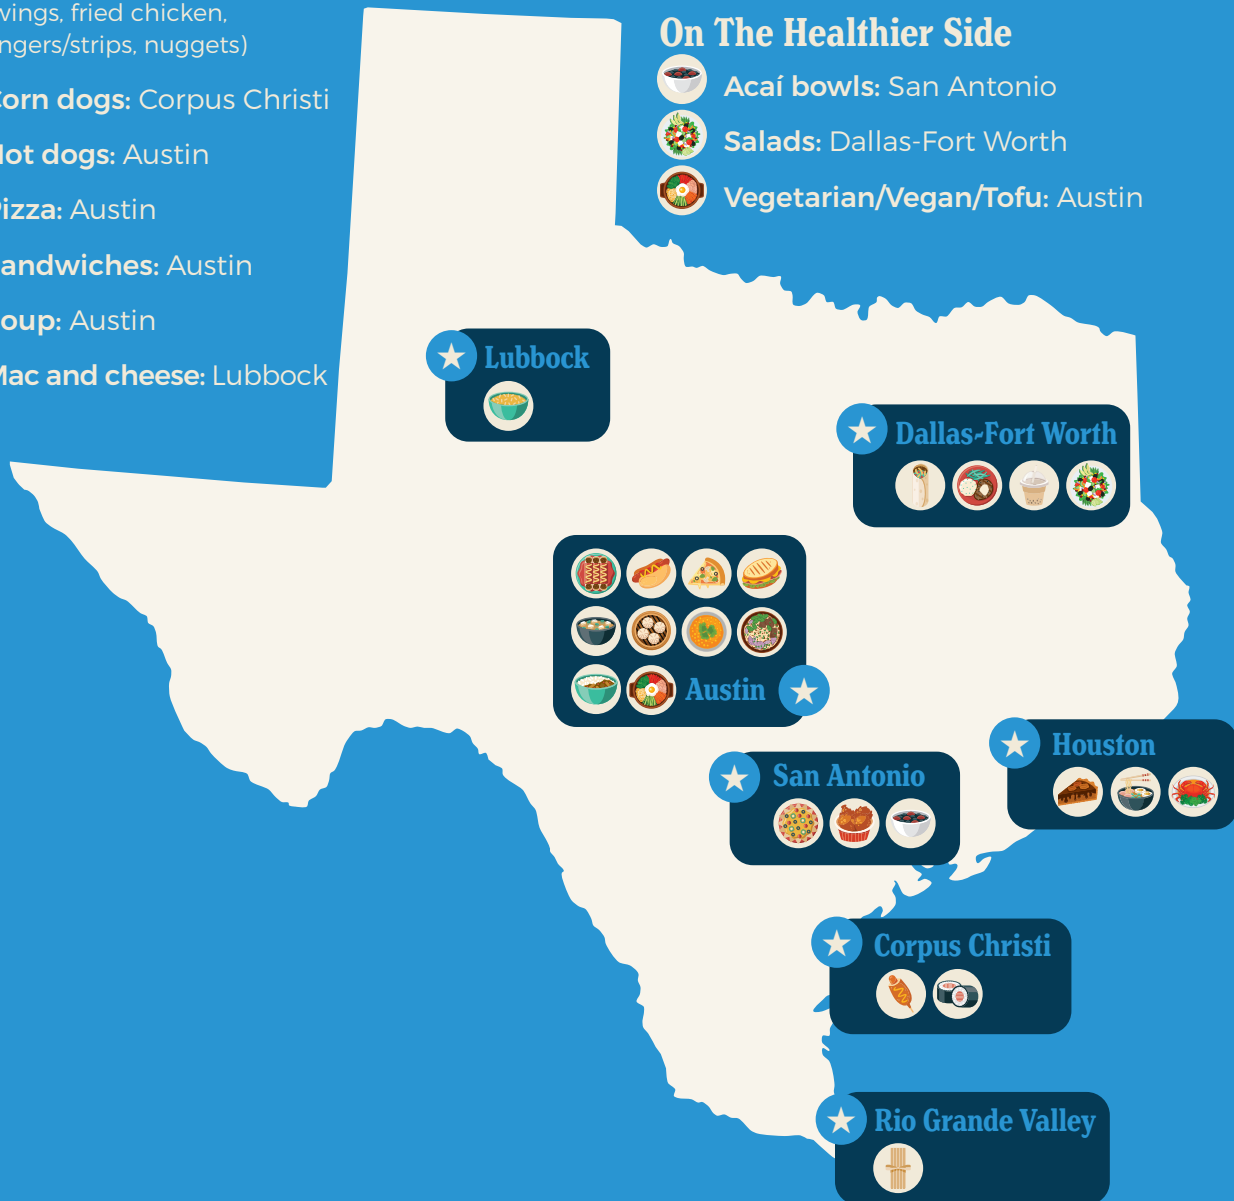 wings, fried chicken,
ngers/strips, nuggets)
Corn dogs: Corpus Christi
Hot dogs: Austin
Pizza: Austin
andwiches: Austin
oup: Austin
Mac and cheese: Lubbock
On The Healthier Side
Acaí bowls: San Antonio
Salads: Dallas-Fort Worth
Vegetarian/Vegan/Tofu: Austin
Lubbock
Dallas-Fort Worth
Austin
Houston
San Antonio
Corpus Christi
Rio Grande Valley